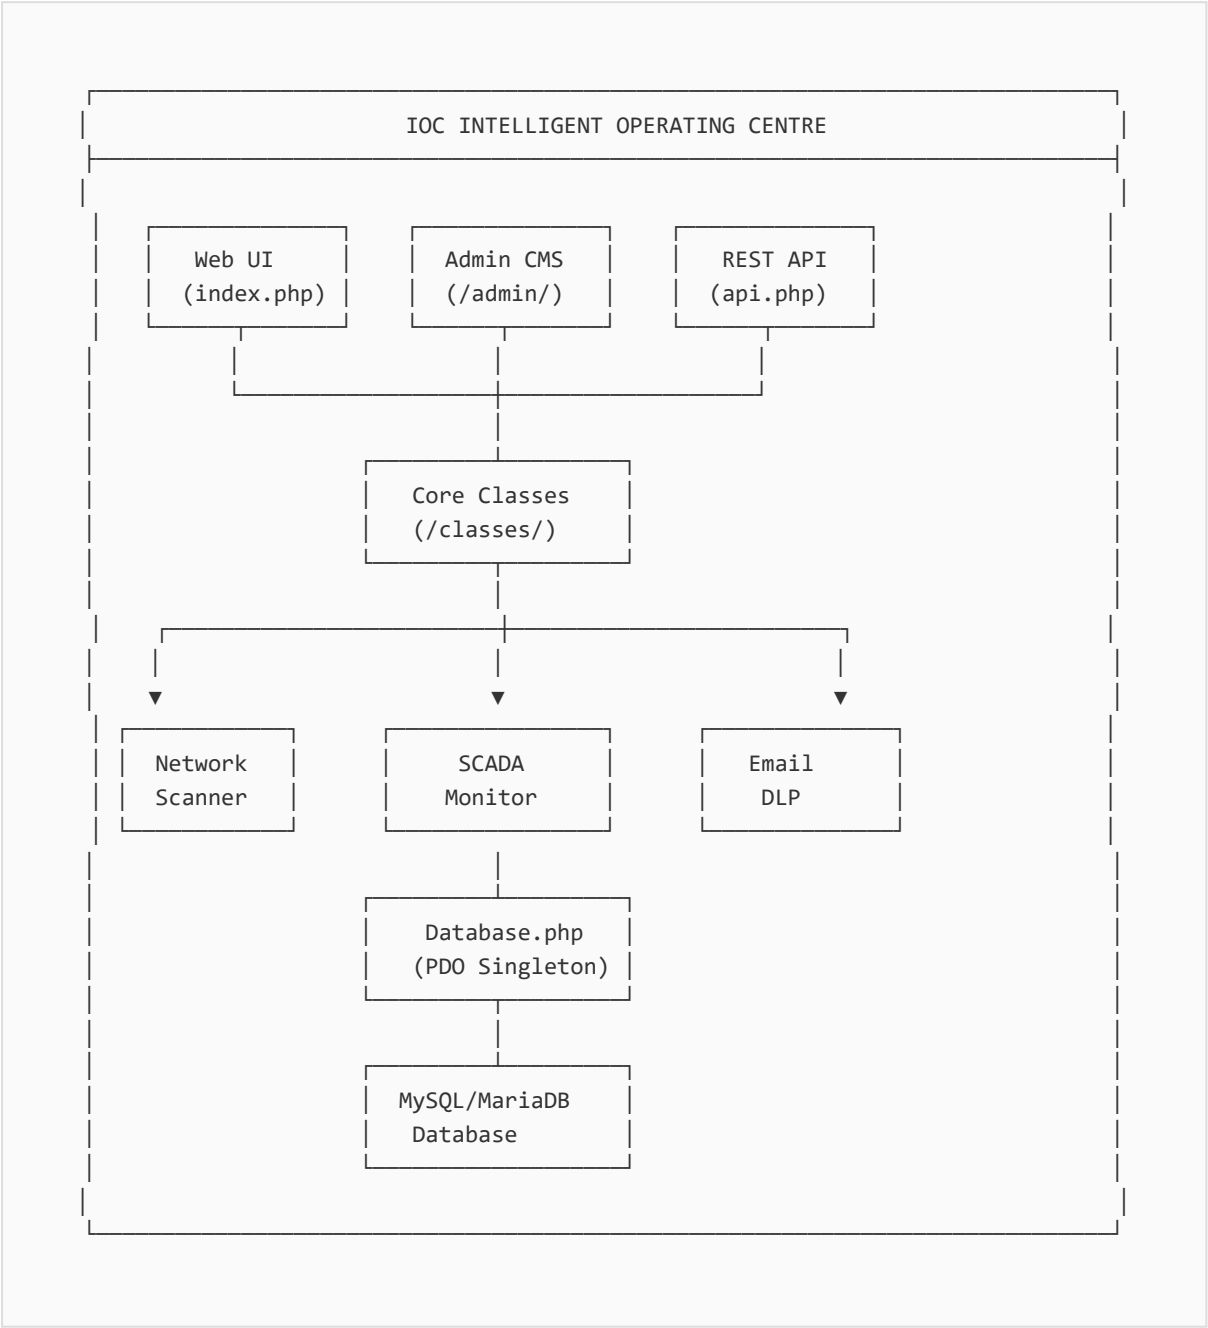 IOC INTELLIGENT OPERATING CENTRE
Web UI Admin CMS REST API
(index.php) (/admin/) (api.php)
Core Classes
(/classes/)
Network SCADA Email
Scanner Monitor DLP
Database.php
(PDO Singleton)
MySQL/MariaDB
Database